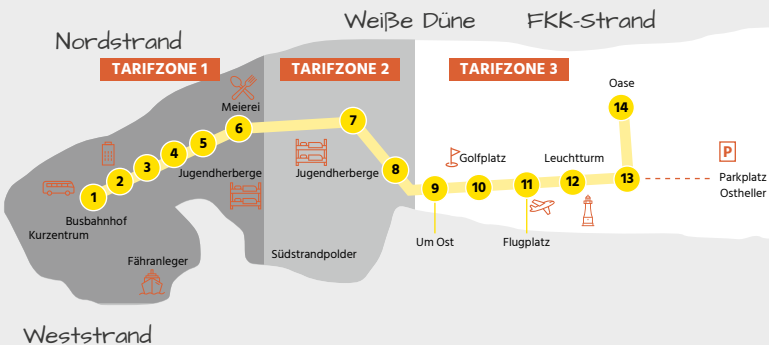 Weiße Düne
FKK-Strand
Nordstrand
TARIFZONE 1
TARIFZONE 2
TARIFZONE 3
Oase
Meierei
14
7
6
5
Golfplatz
Leuchtturm
P
4
3
Jugendherberge
Jugendherberge
8
2
9
10
11
12
13
Parkplatz
Ostheller
1
Busbahnhof
Kurzentrum
Um Ost
Flugplatz
Südstrandpolder
Fähranleger
Weststrand